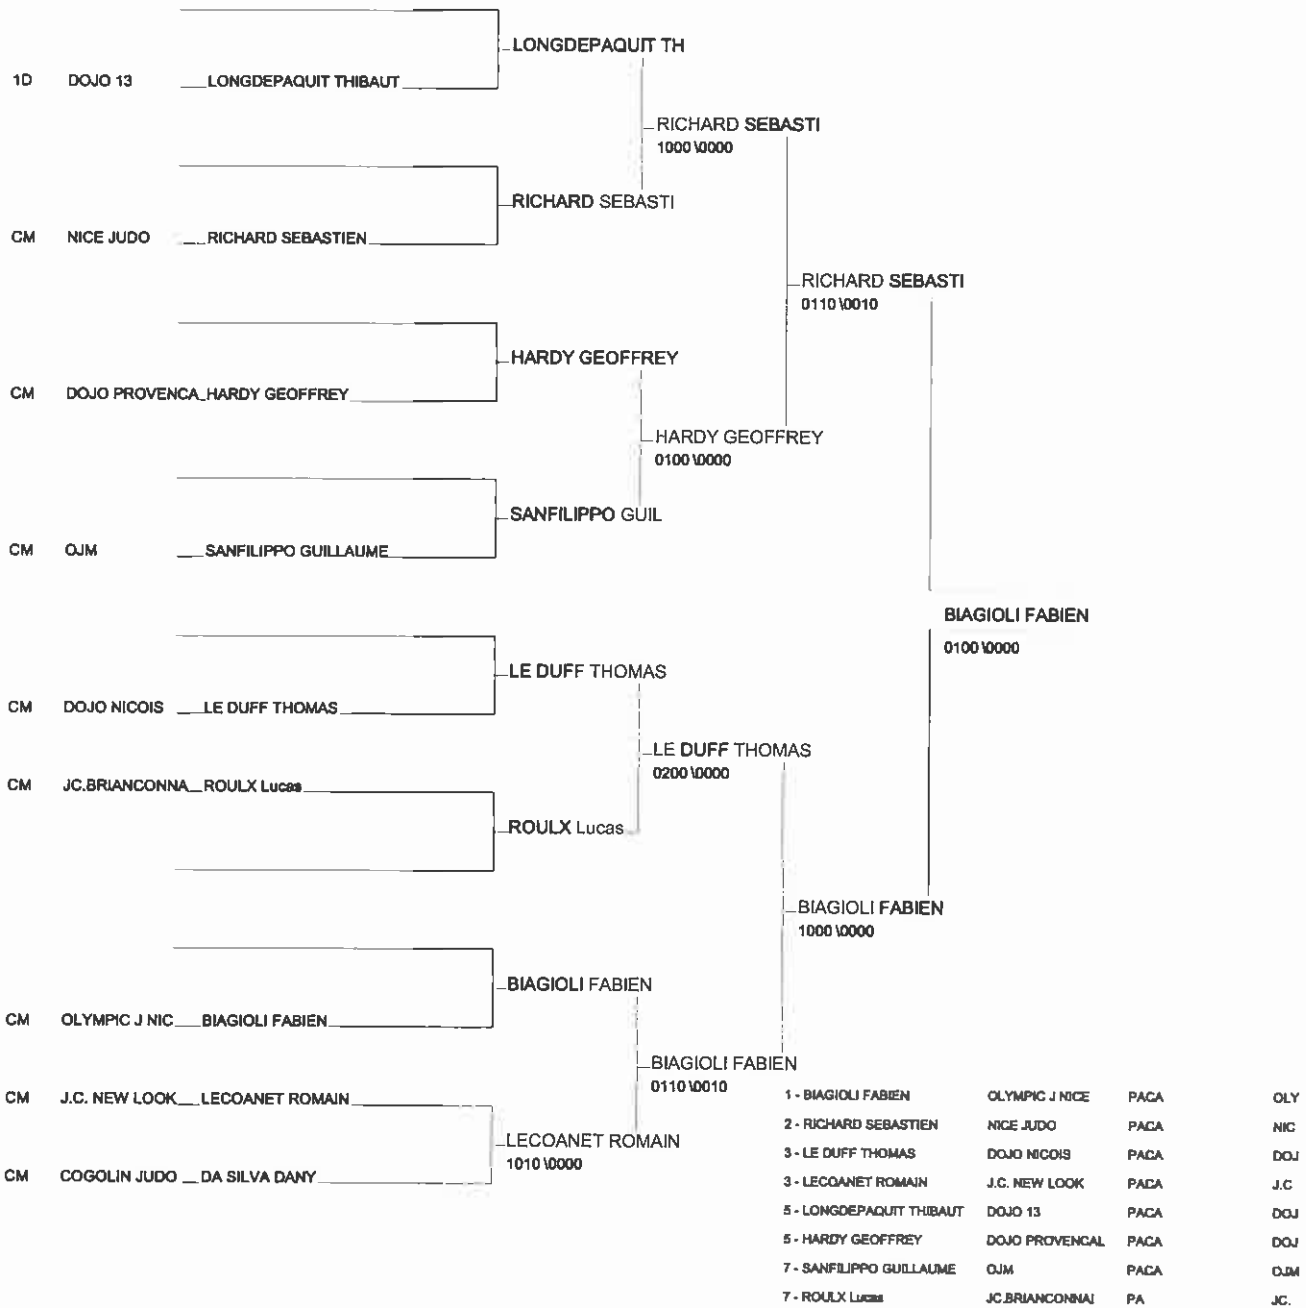 LONGDEPAQUIT TH
1D DOJO 13 LONGDEPAQUIT THIBAUT
RICHARD SEBASTI
1000\0000
RICHARD SEBASTI
CM NICE JUDO RICHARD SEBASTIEN
RICHARD SEBASTI
0110\0010
HARDY GEOFFREY
CM DOJO PROVENCA HARDY GEOFFREY
HARDY GEOFFREY
0100\0000
SANFILIPPO GUIL
CM OJM SANFILIPPO GUILLAUME
BIAGIOLI FABIEN
0100\0000
LE DUFF THOMAS
CM DOJO NICOIS LE DUFF THOMAS
LE DUFF THOMAS
0200\0000
CM JC.BRIANCONNA ROULX Lucas
ROULX Lucas
BIAGIOLI FABIEN
1000\0000
BIAGIOLI FABIEN
CM OLYMPIC J NIC BIAGIOLI FABIEN
BIAGIOLI FABIEN
0110\0010
CM J.C. NEW LOOK LECOANET ROMAIN
LECOANET ROMAIN
1010\0000
CM COGOLIN JUDO DA SILVA DANY
1 - BIAGIOLI FABIEN OLYMPIC J NICE PACA OLY
2 - RICHARD SEBASTIEN NICE JUDO PACA NIC
3 - LE DUFF THOMAS DOJO NICOIS PACA DOJ
3 - LECOANET ROMAIN J.C. NEW LOOK PACA J.C
5 - LONGDEPAQUIT THIBAUT DOJO 13 PACA DOJ
5 - HARDY GEOFFREY DOJO PROVENCAL PACA DOJ
7 - SANFILIPPO GUILLAUME OJM PACA OJM
7 - ROULX Lucas JC.BRIANCONNAI PA JC.